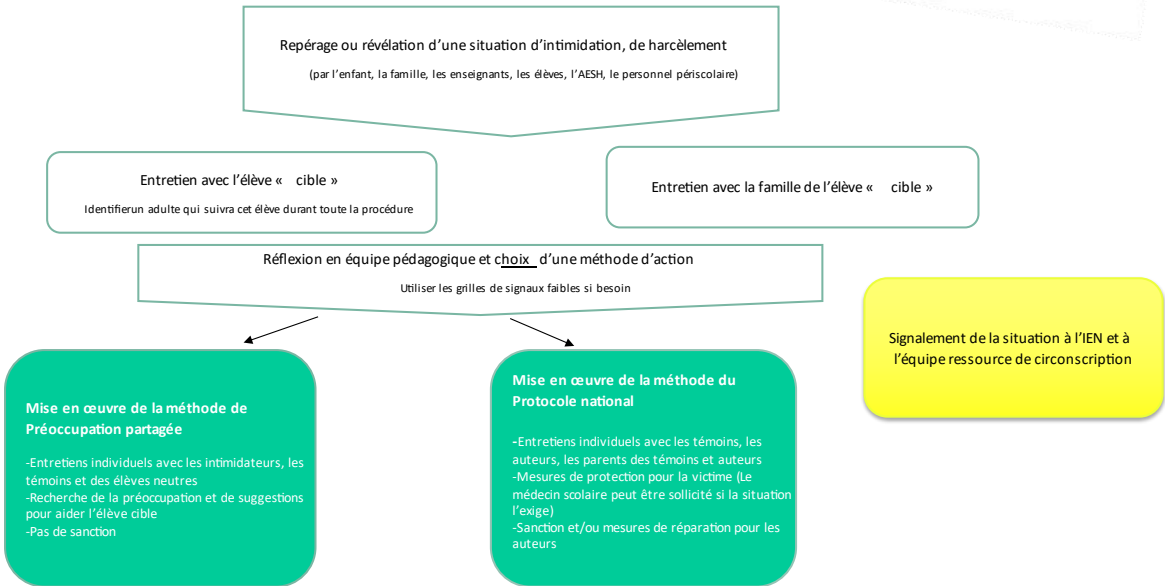 Repérage ou révélation d’une situation d’intimidation, de harcèlement
(par l’enfant, la famille, les enseignants, les élèves, l’AESH, le personnel périscolaire)
Entretien avec l’élève « cible »
Identifierun adulte qui suivra cet élève durant toute la procédure
Entretien avec la famille de l’élève « cible »
Réflexion en équipe pédagogique et choix d’une méthode d’action
Utiliser les grilles de signaux faibles si besoin
Signalement de la situation à l’IEN et à
l’équipe ressource de circonscription
Mise en œuvre de la méthode de
Préoccupation partagée
-Entretiens individuels avec les intimidateurs, les
témoins et des élèves neutres
-Recherche de la préoccupation et de suggestions
pour aider l’élève cible
-Pas de sanction
Mise en œuvre de la méthode du
Protocole national
-Entretiens individuels avec les témoins, les
auteurs, les parents des témoins et auteurs
-Mesures de protection pour la victime (Le
médecin scolaire peut être sollicité si la situation
l’exige)
-Sanction et/ou mesures de réparation pour les
auteurs